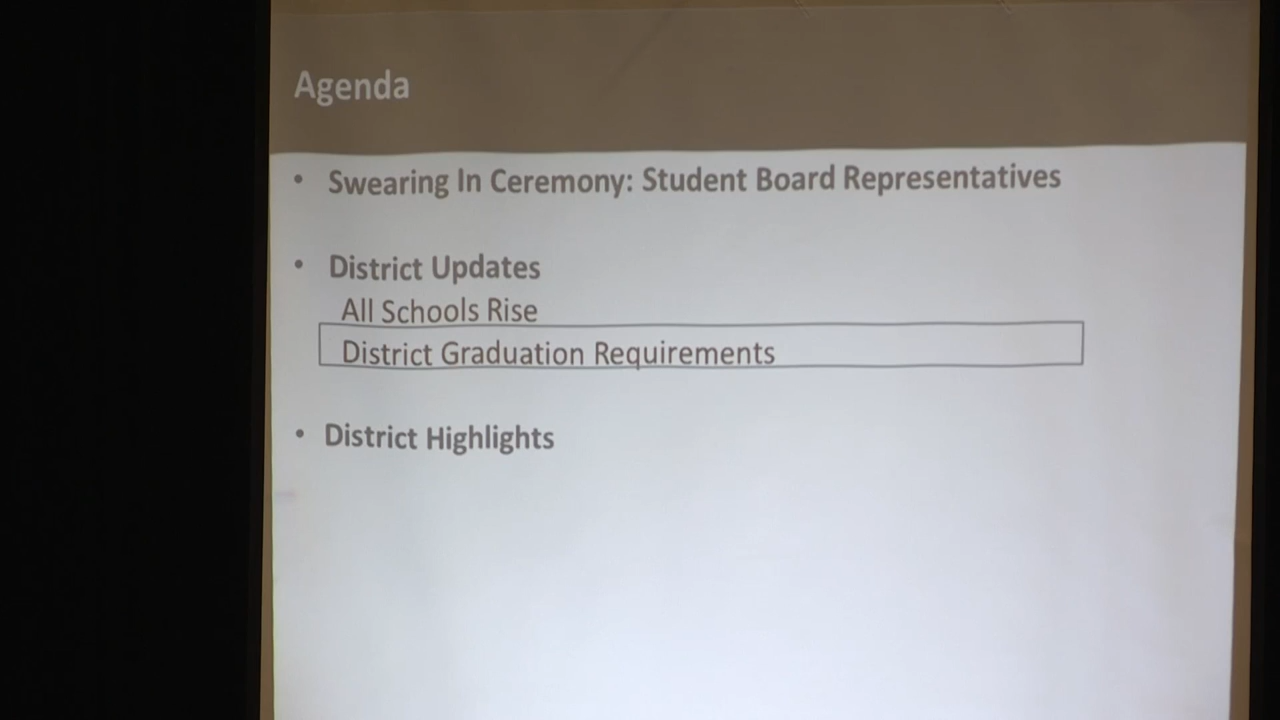 Agenda
• Swearing In Ceremony: Student Board Representatives
• District Updates
All Schools Rise
District Graduation Requirements
• District Highlights